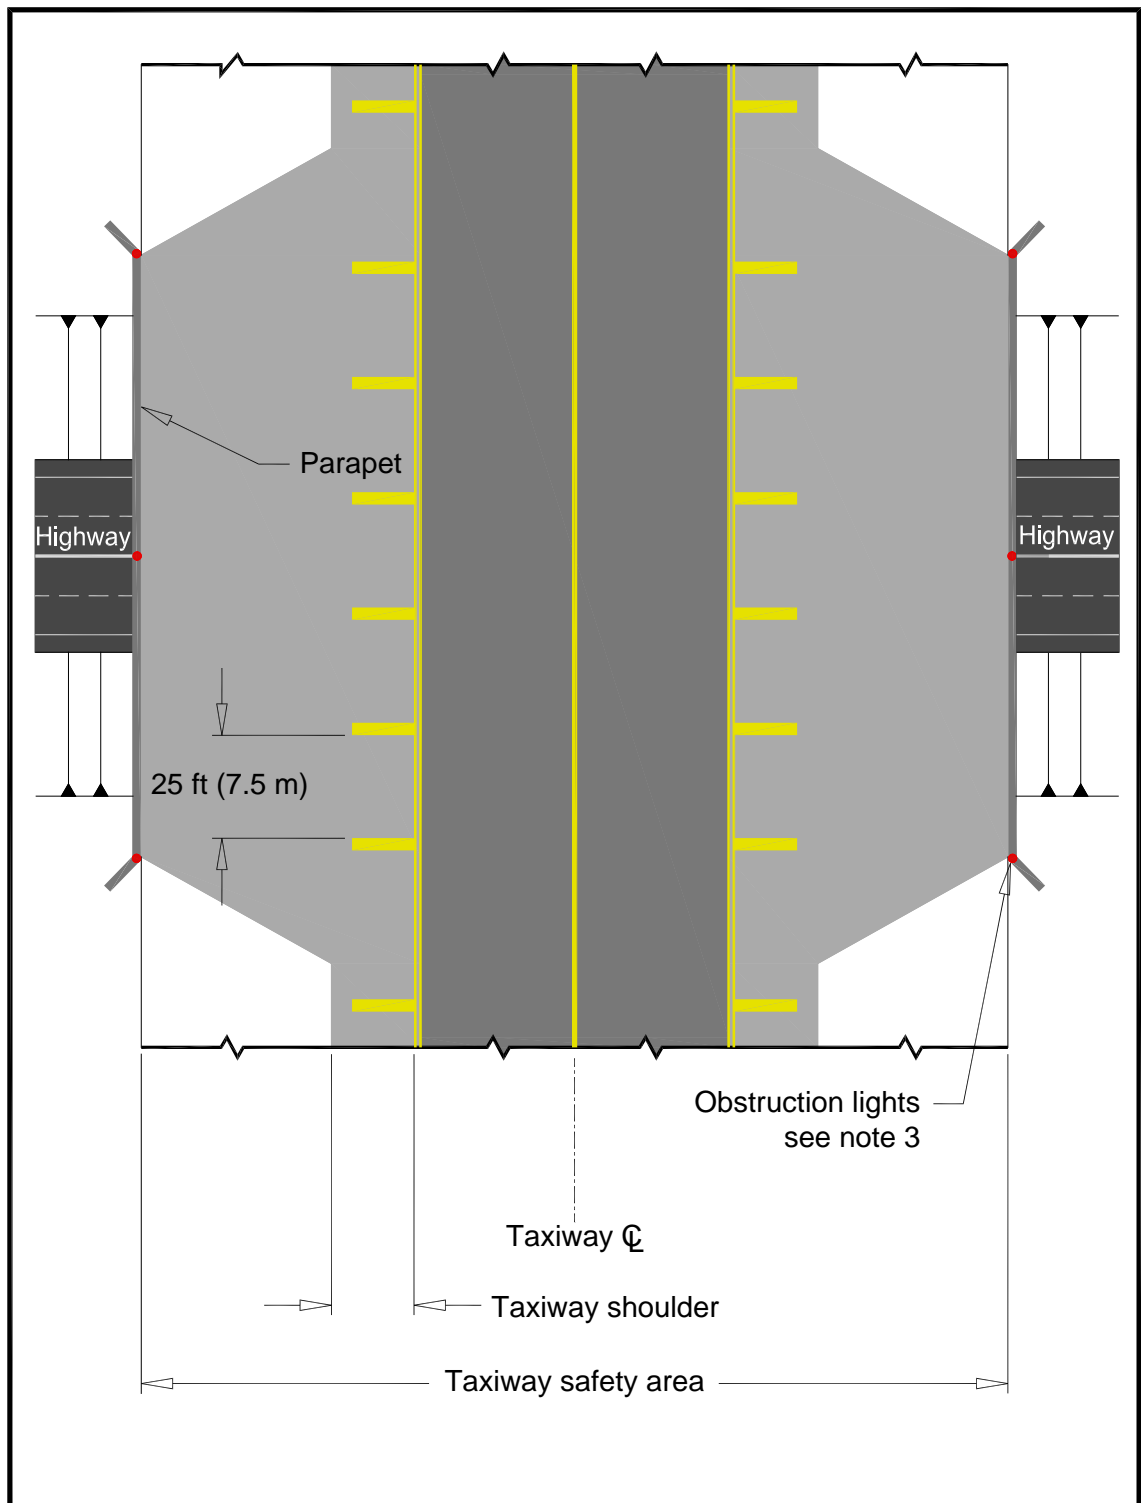 Parapet
Highway
Highway
25 ft (7.5 m)
Obstruction lights
see note 3
Taxiway ℄
Taxiway shoulder
Taxiway safety area